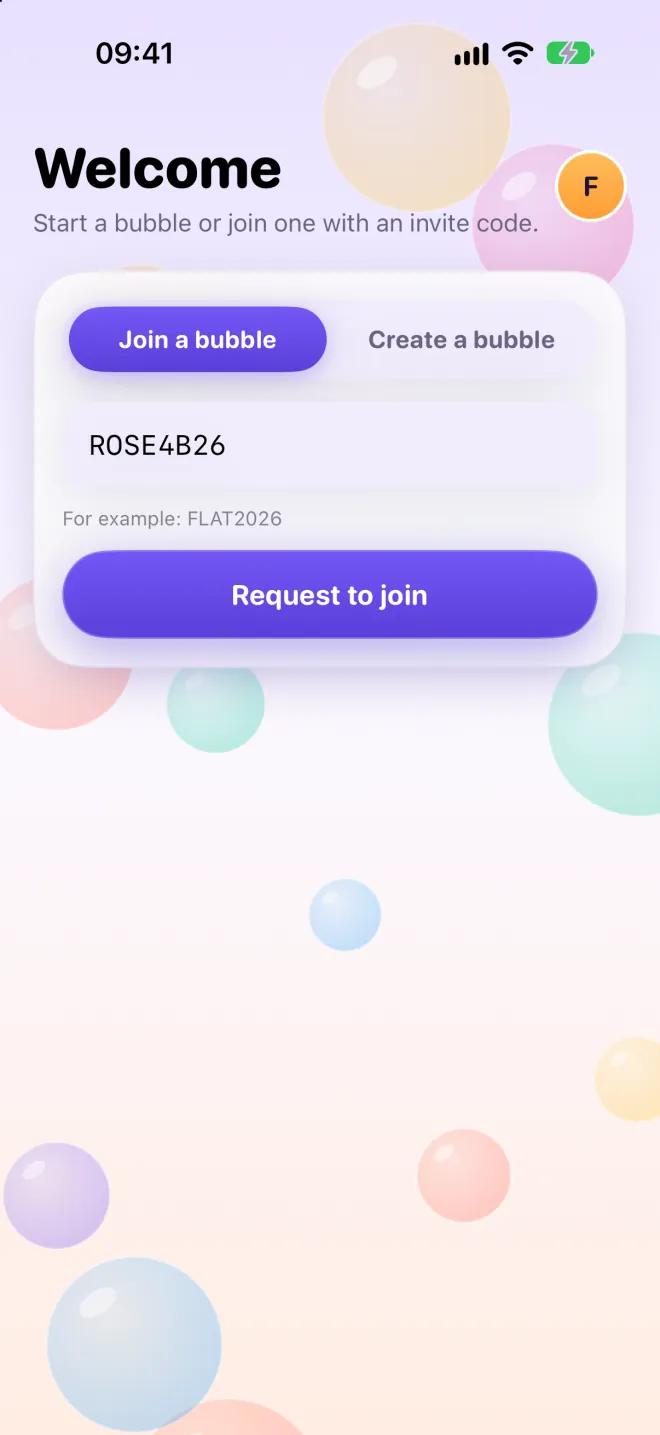 09:41
Welcome
F
Start a bubble or join one with an invite code.
Join a bubble
Create a bubble
ROSE4B26
For example: FLAT2026
Request to join